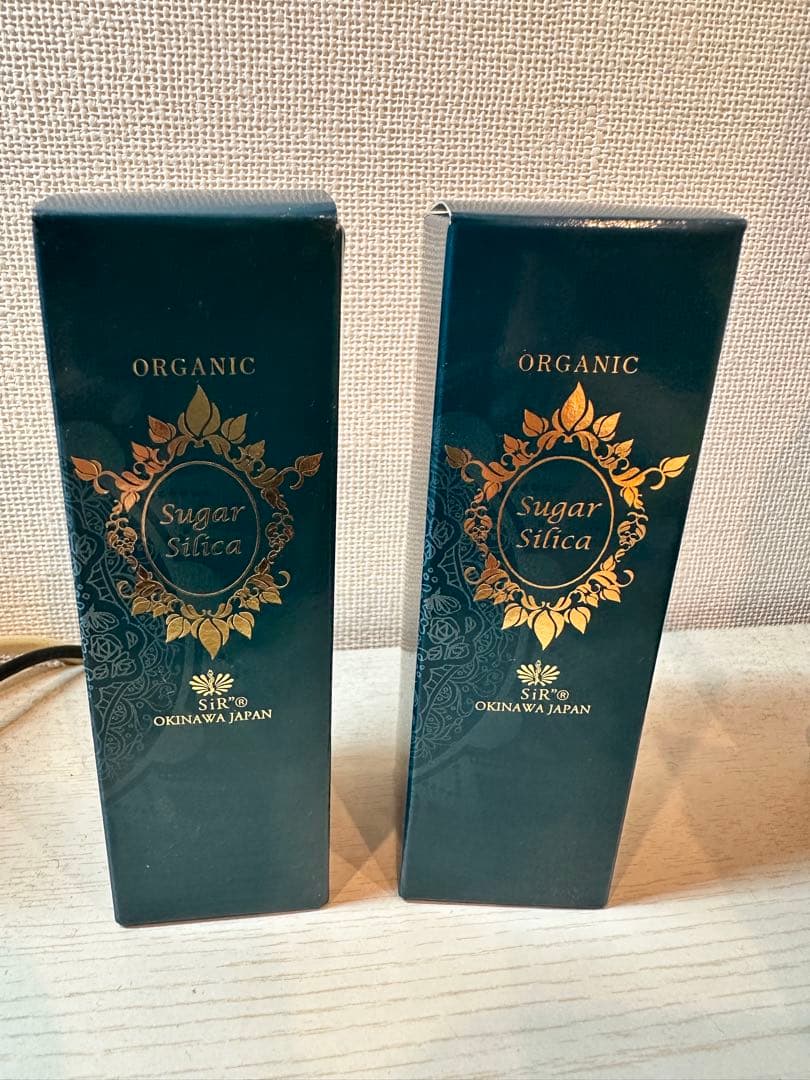 ORGANIC
Sugar
Silica
SiR"®
OKINAWA JAPAN
ORGANIC
Sugar
Silica
SiR"®
OKINAWA JAPAN